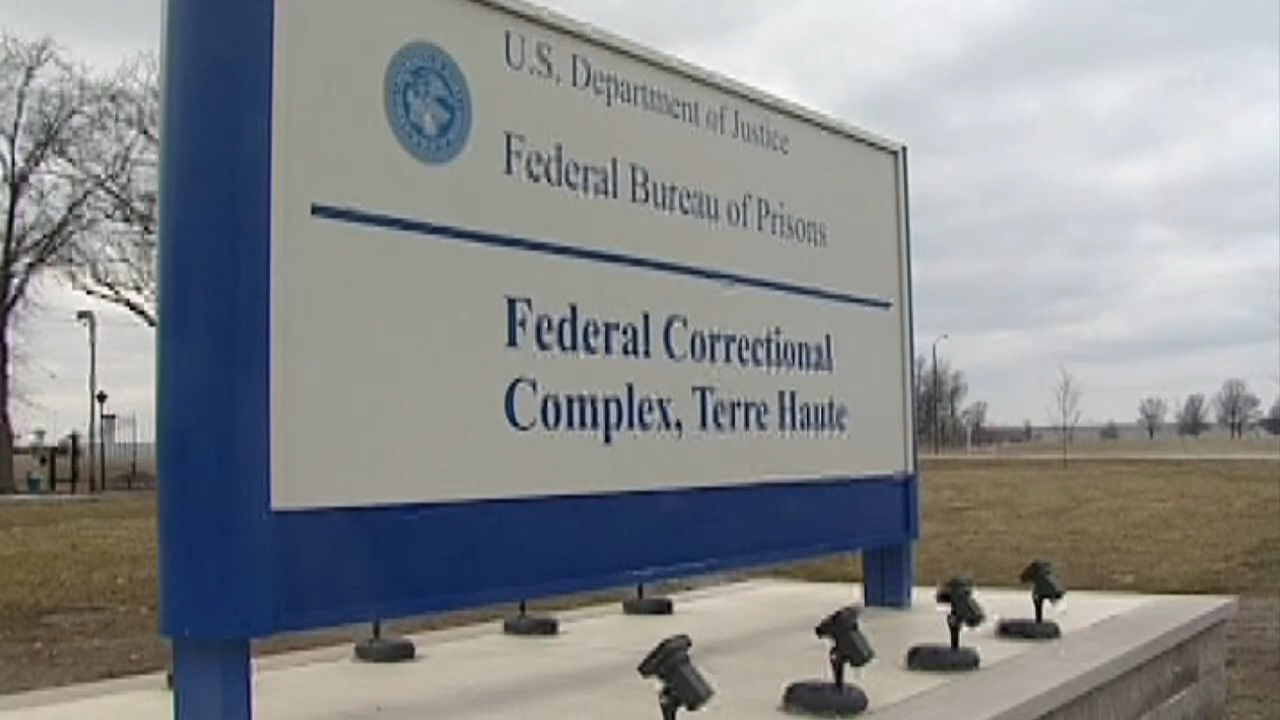 U.S. Department of Justice
Federal Bureau of Prisons
Federal Correctional
Complex, Terre Haute